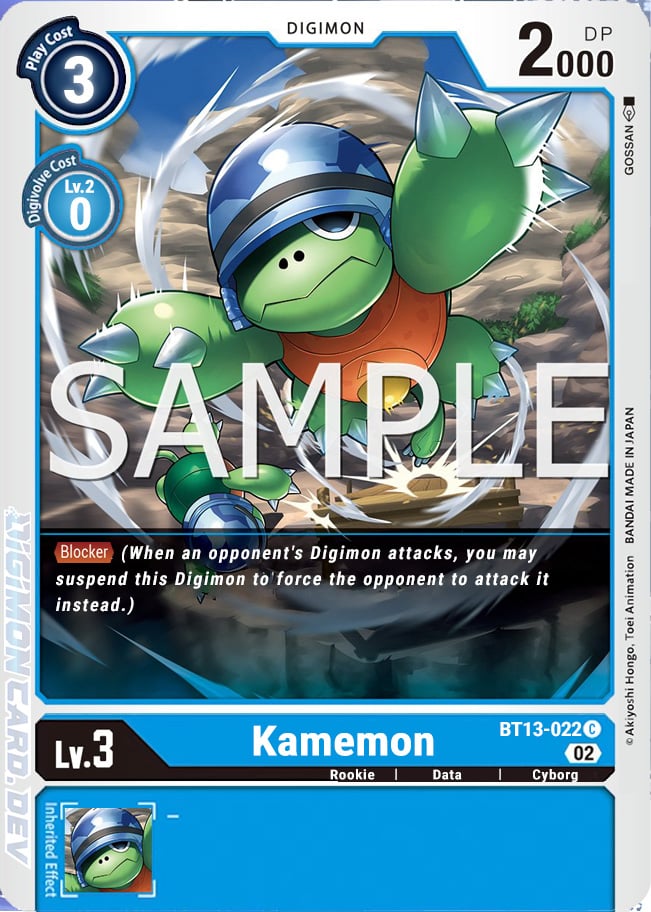 DIGIMON
Play Cost
3
2000
DP
Digivolve Cost
Lv.2
0
GOSSAN
SAMPLE
Blocker (When an opponent's Digimon attacks, you may
suspend this Digimon to force the opponent to attack it
instead.)
©Akiyoshi Hongo, Toei Animation BANDAI MADE IN JAPAN
DIGIMONCARD.DEV
Lv.3
Kamemon
BT13-022 C
02
Rookie | Data | Cyborg
Inherited Effect
-